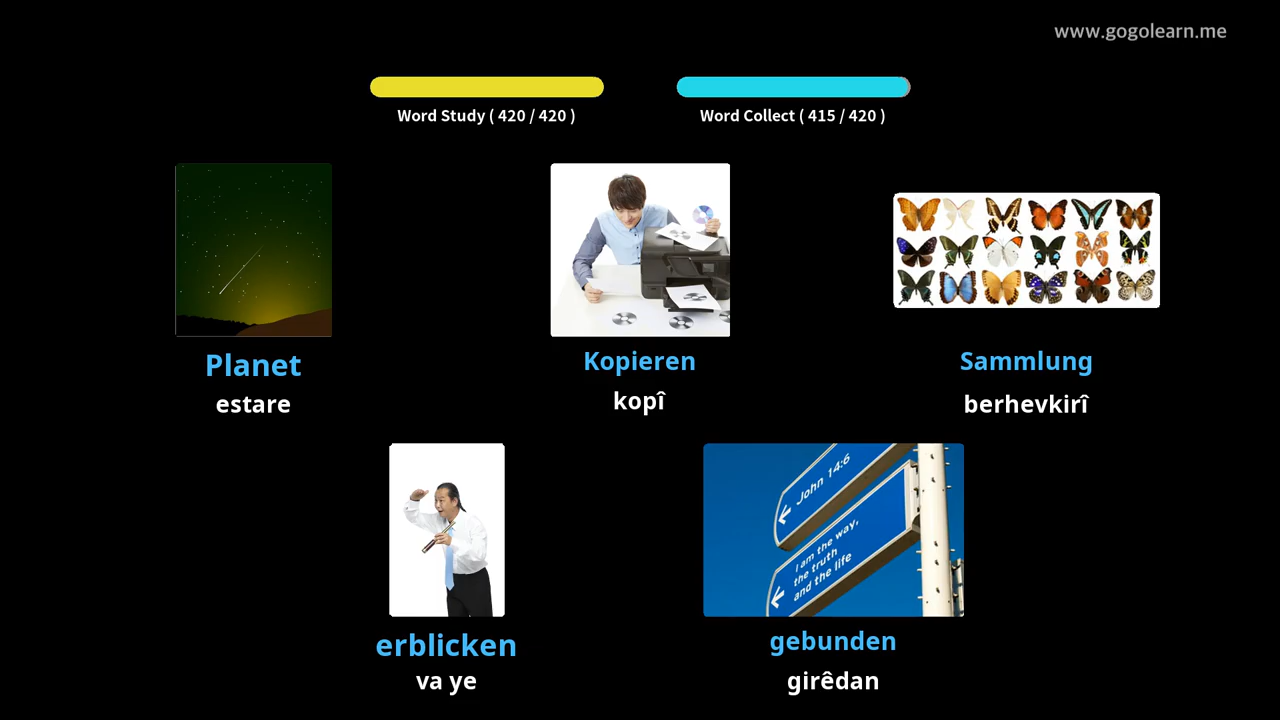 www.gogolearn.me
Word Study ( 420 / 420 )
Word Collect ( 415 / 420 )
Planet
estare
Kopieren
kopî
Sammlung
berhevkirî
John 14:6
I am the way,
the truth
and the life
erblicken
va ye
gebunden
girêdan